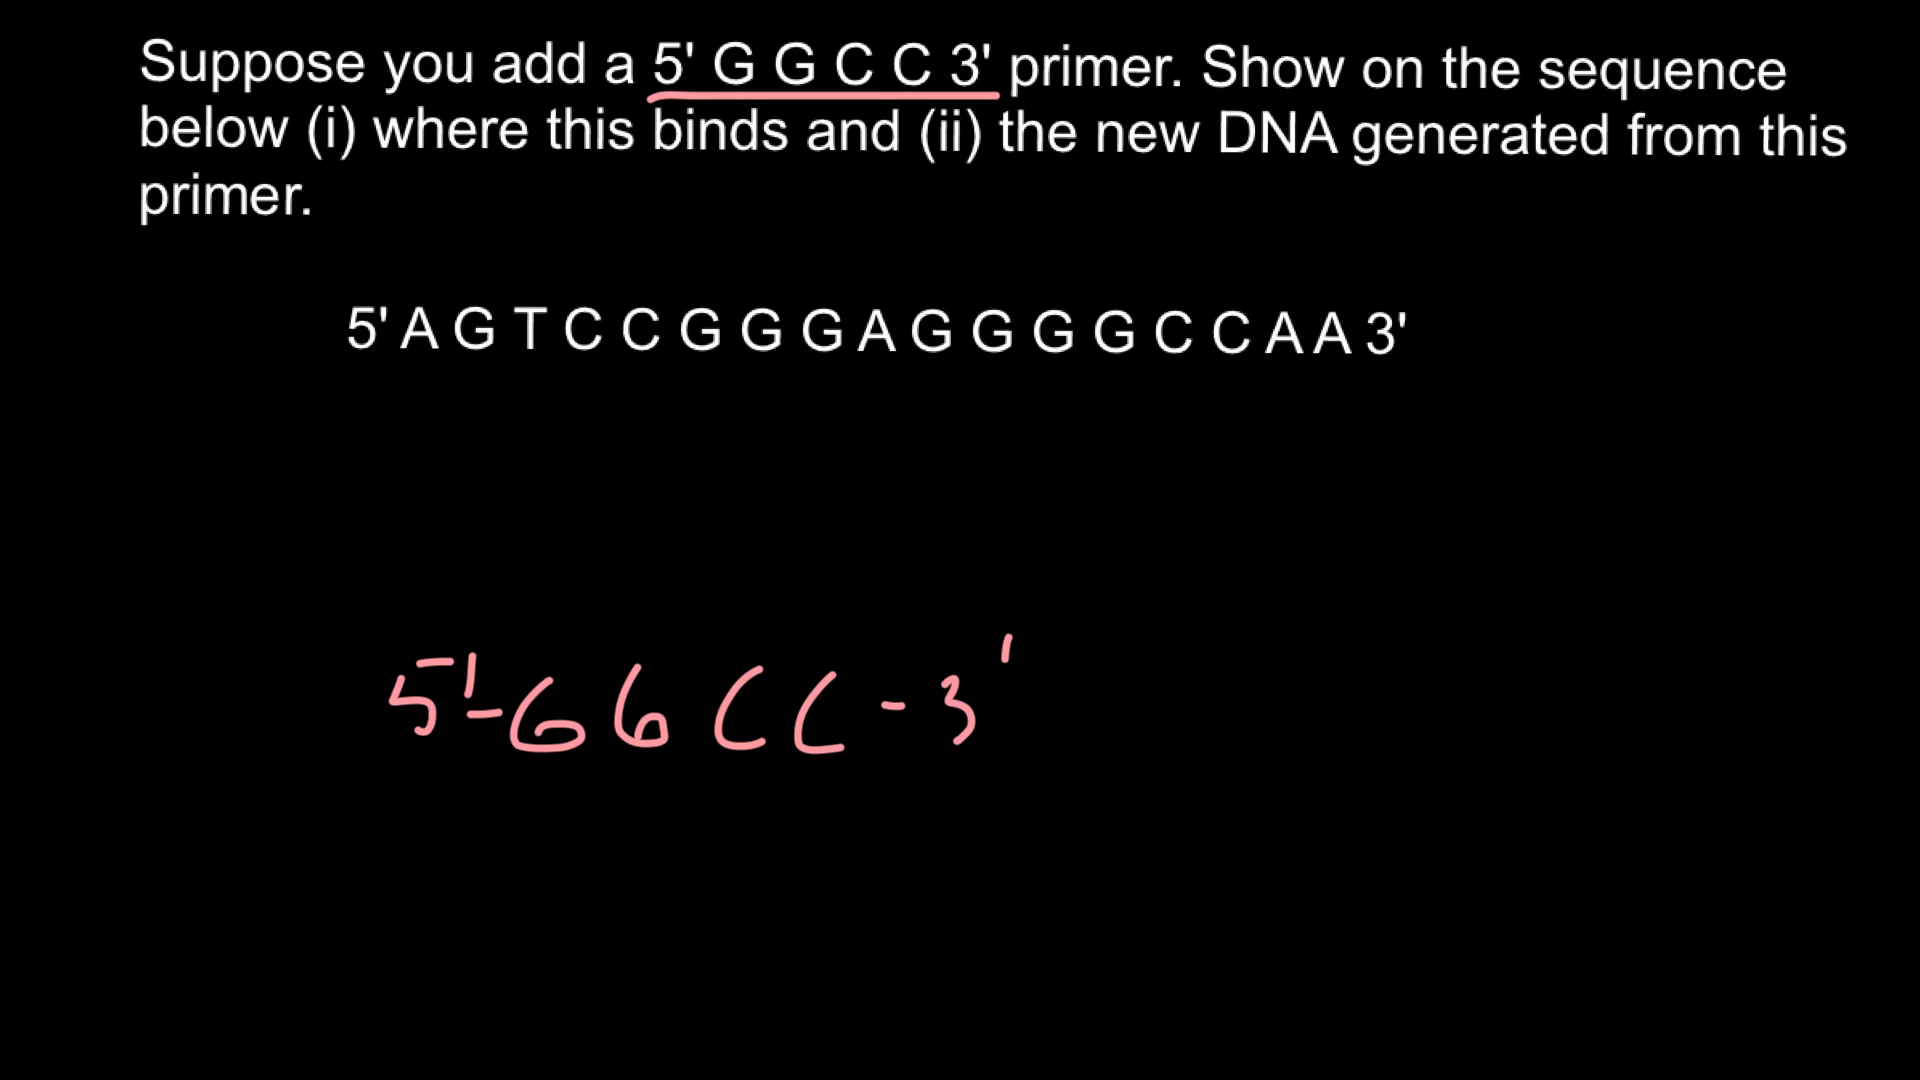 Suppose you add a 5' G G C C 3' primer. Show on the sequence
below (i) where this binds and (ii) the new DNA generated from this
primer.
5' A G T C C G G G A G G G G C C A A 3'
5'-G G C C - 3'